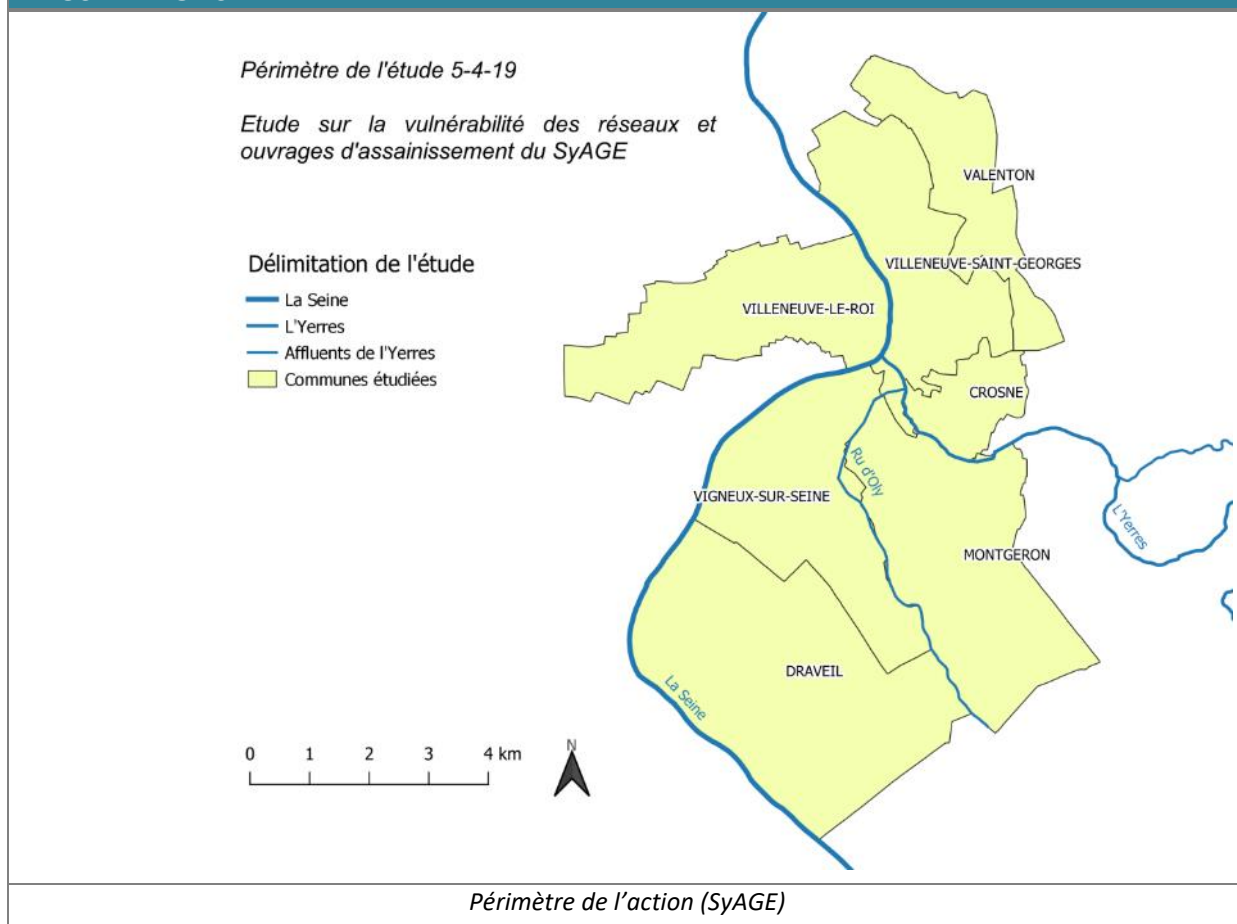 Périmètre de l'étude 5-4-19
Etude sur la vulnérabilité des réseaux et
ouvrages d'assainissement du SyAGE
Délimitation de l'étude
La Seine
L'Yerres
Affluents de l'Yerres
Communes étudiées
VALENTON
VILLENEUVE-SAINT-GEORGES
VILLENEUVE-LE-ROI
CROSNE
Ru d'Oly
VIGNEUX-SUR-SEINE
L'Yerres
MONTGERON
DRAVEIL
La Seine
0 1 2 3 4 km
N
Périmètre de l’action (SyAGE)